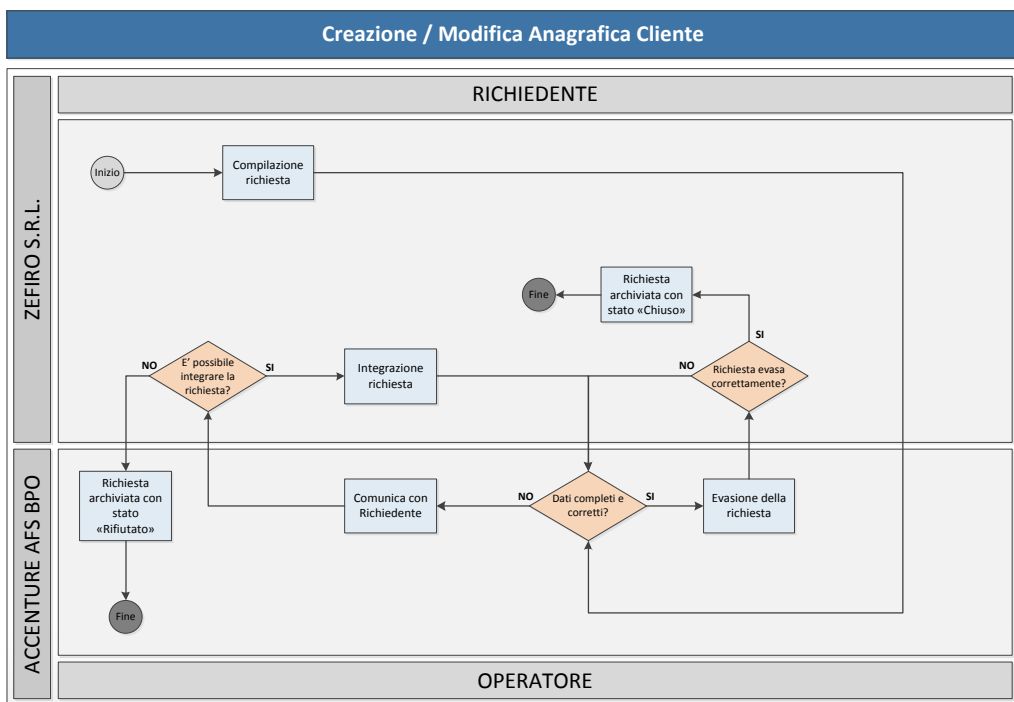 Creazione / Modifica Anagrafica Cliente
RICHIEDENTE
ZEFIRO S.R.L.
Inizio
Compilazione
richiesta
Richiesta
archiviata con
stato «Chiuso»
Fine
SI
E' possibile
integrare la
richiesta?
NO
SI
Integrazione
richiesta
NO
Richiesta evasa
correttamente?
ACCENTURE AFS BPO
Richiesta
archiviata con
stato
«Rifiutato»
Comunica con
Richiedente
NO
Dati completi e
corretti?
SI
Evasione della
richiesta
Fine
OPERATORE